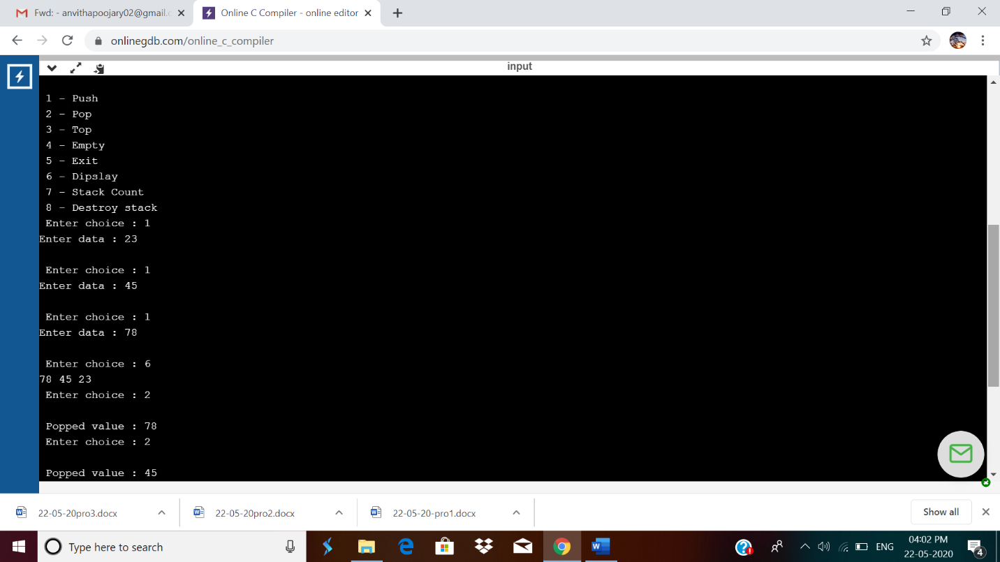 Fwd: - anvithapoojary02@gmail.c
Online C Compiler - online editor
onlinegdb.com/online_c_compiler
input
1 - Push
2 - Pop
3 - Top
4 - Empty
5 - Exit
6 - Dipslay
7 - Stack Count
8 - Destroy stack
Enter choice : 1
Enter data : 23
Enter choice : 1
Enter data : 45
Enter choice : 1
Enter data : 78
Enter choice : 6
78 45 23
Enter choice : 2
Popped value : 78
Enter choice : 2
Popped value : 45
22-05-20pro3.docx
22-05-20pro2.docx
22-05-20-pro1.docx
Show all
Type here to search
ENG
04:02 PM
22-05-2020
4